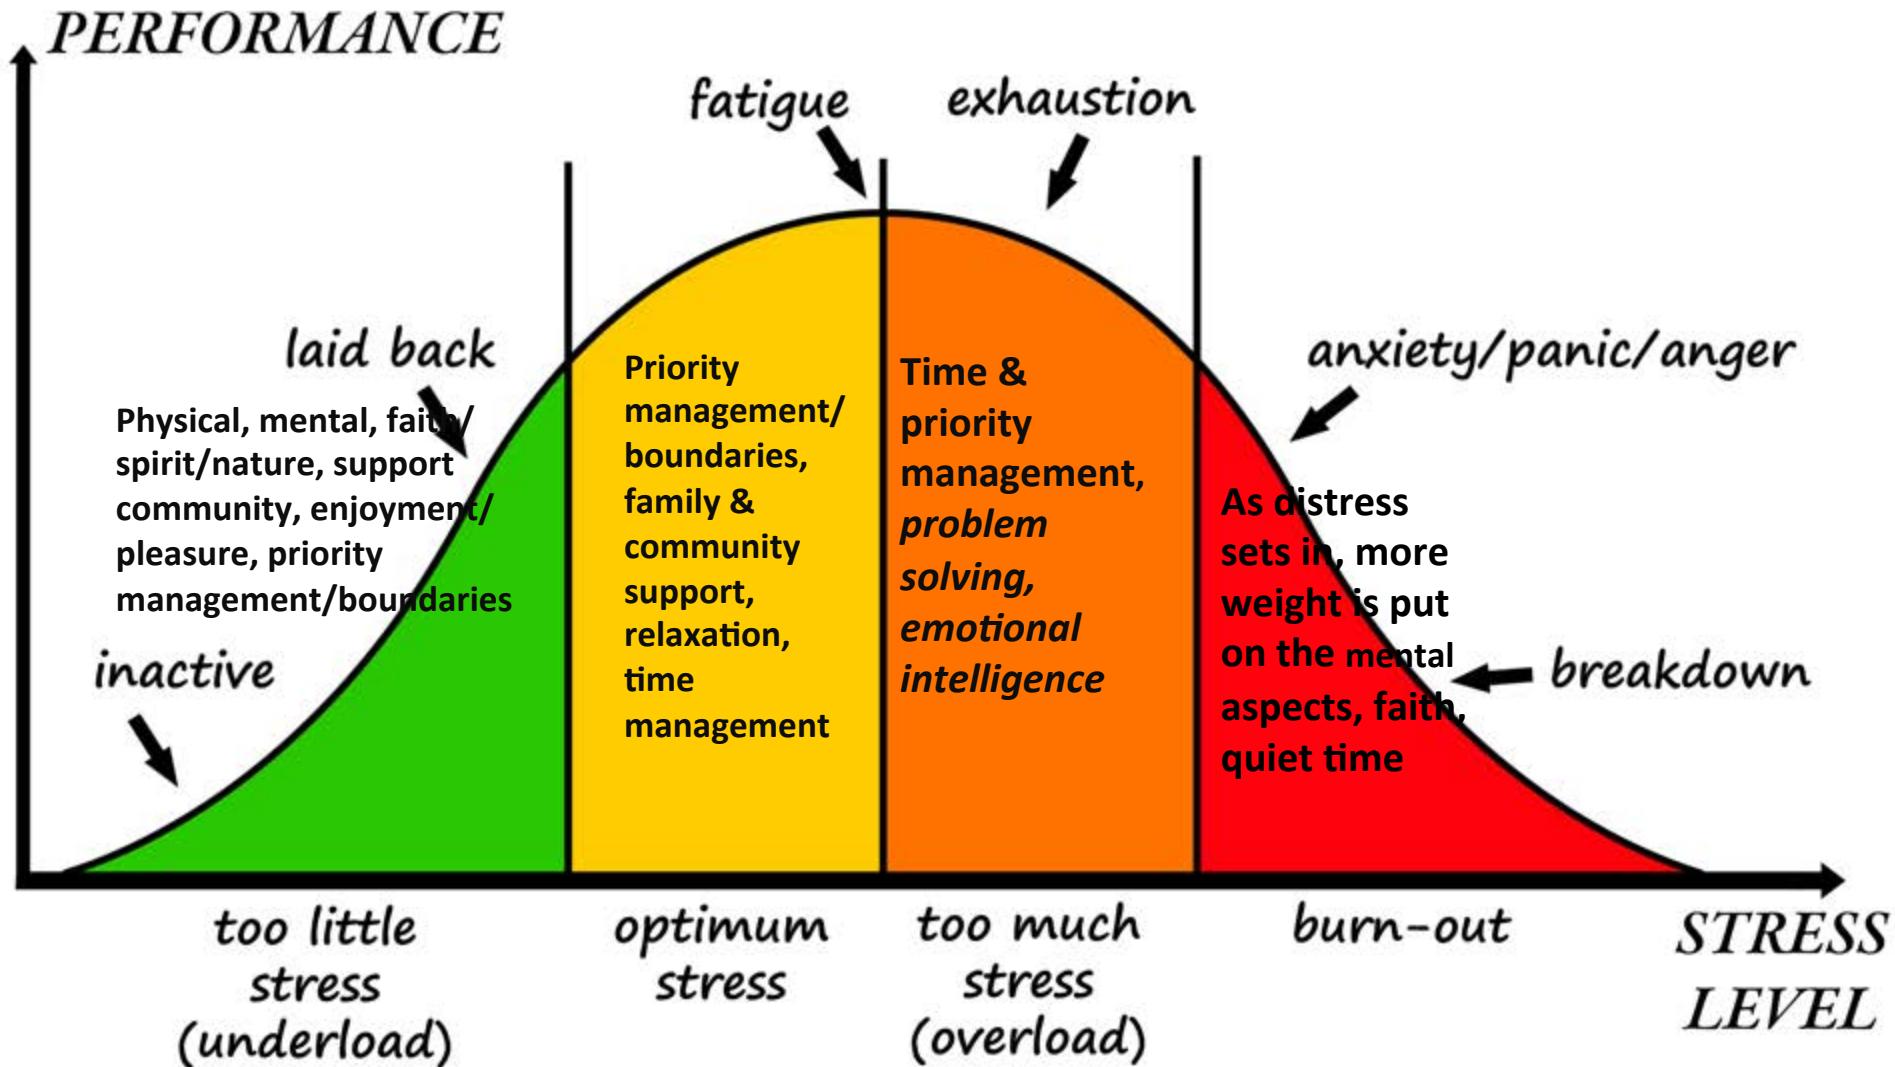 PERFORMANCE
fatigue
exhaustion
laid back
anxiety/panic/anger
Physical, mental, faith/
spirit/nature, support
community, enjoyment/
pleasure, priority
management/boundaries
inactive
Priority
management/
boundaries,
family &
community
support,
relaxation,
time
management
Time &
priority
management,
problem
solving,
emotional
intelligence
As distress
sets in, more
weight is put
on the mental
aspects, faith,
quiet time
breakdown
too little
stress
(underload)
optimum
stress
too much
stress
(overload)
burn-out
STRESS
LEVEL